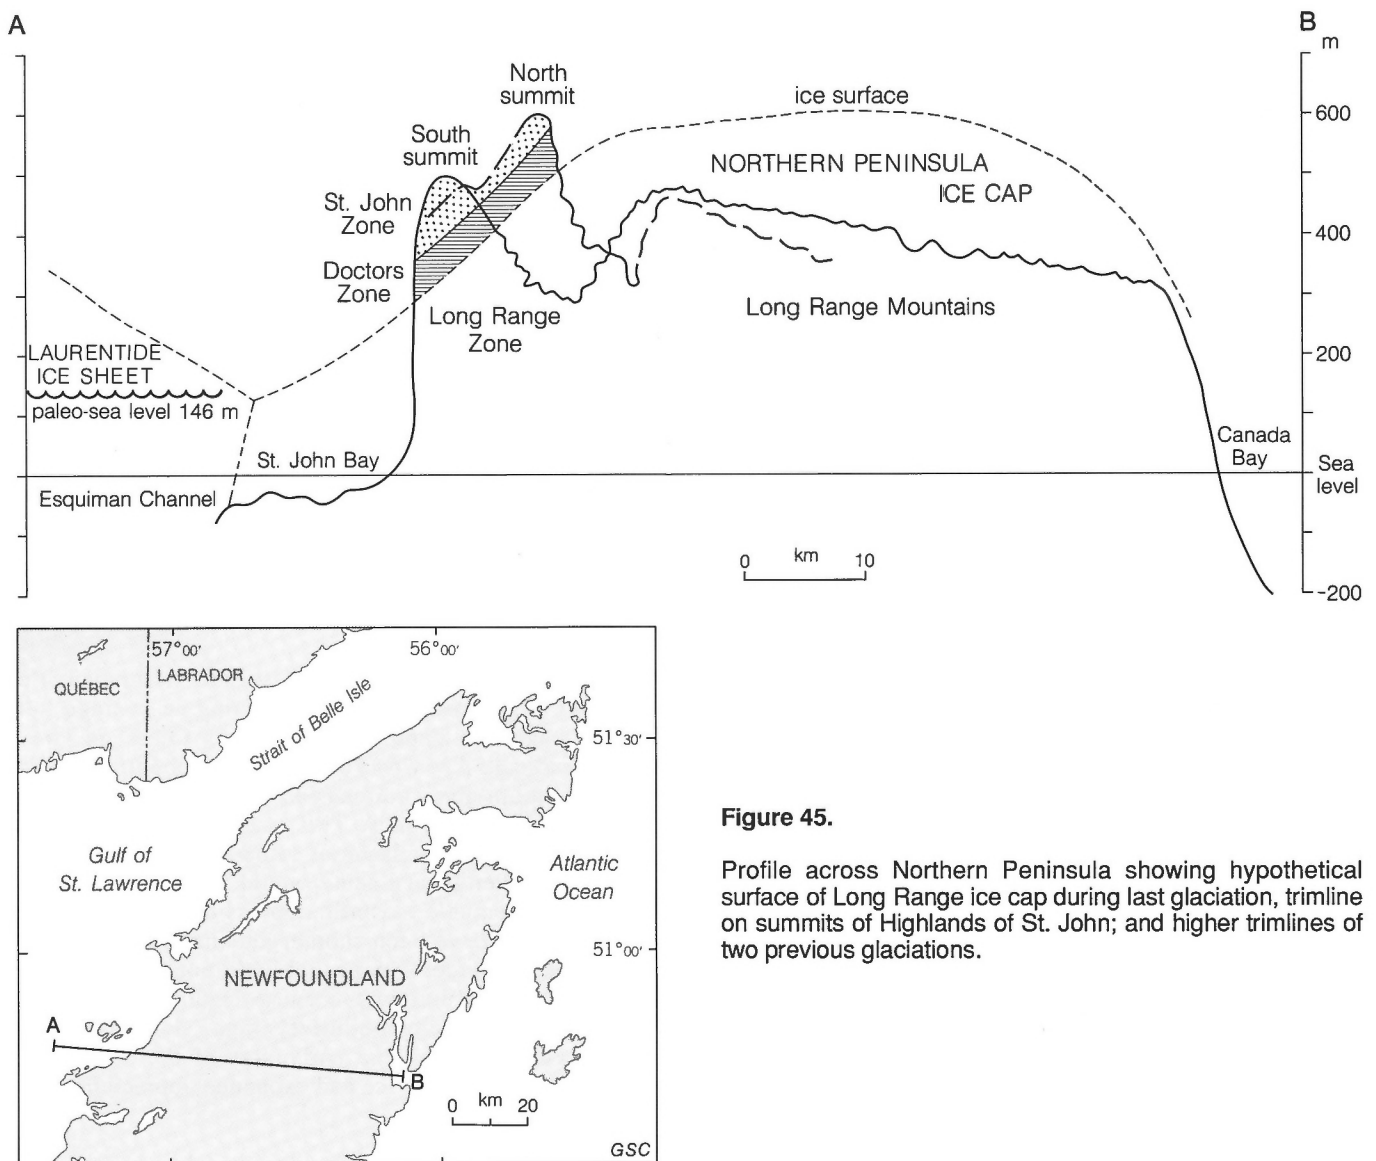 A
B
m
North
summit
ice surface
600
South
summit
NORTHERN PENINSULA
ICE CAP
St. John
Zone
400
Doctors
Zone
Long Range Mountains
Long Range
Zone
LAURENTIDE
ICE SHEET
200
paleo-sea level 146 m
Canada
Bay
St. John Bay
Sea
level
Esquiman Channel
km
0 10
-200
57°00'
56°00'
QUÉBEC
LABRADOR
Strait of Belle Isle
51°30'
Gulf of
St. Lawrence
Atlantic
Ocean
51°00'
NEWFOUNDLAND
A
B
0 km 20
GSC
Figure 45.
Profile across Northern Peninsula showing hypothetical
surface of Long Range ice cap during last glaciation, trimline
on summits of Highlands of St. John; and higher trimlines of
two previous glaciations.